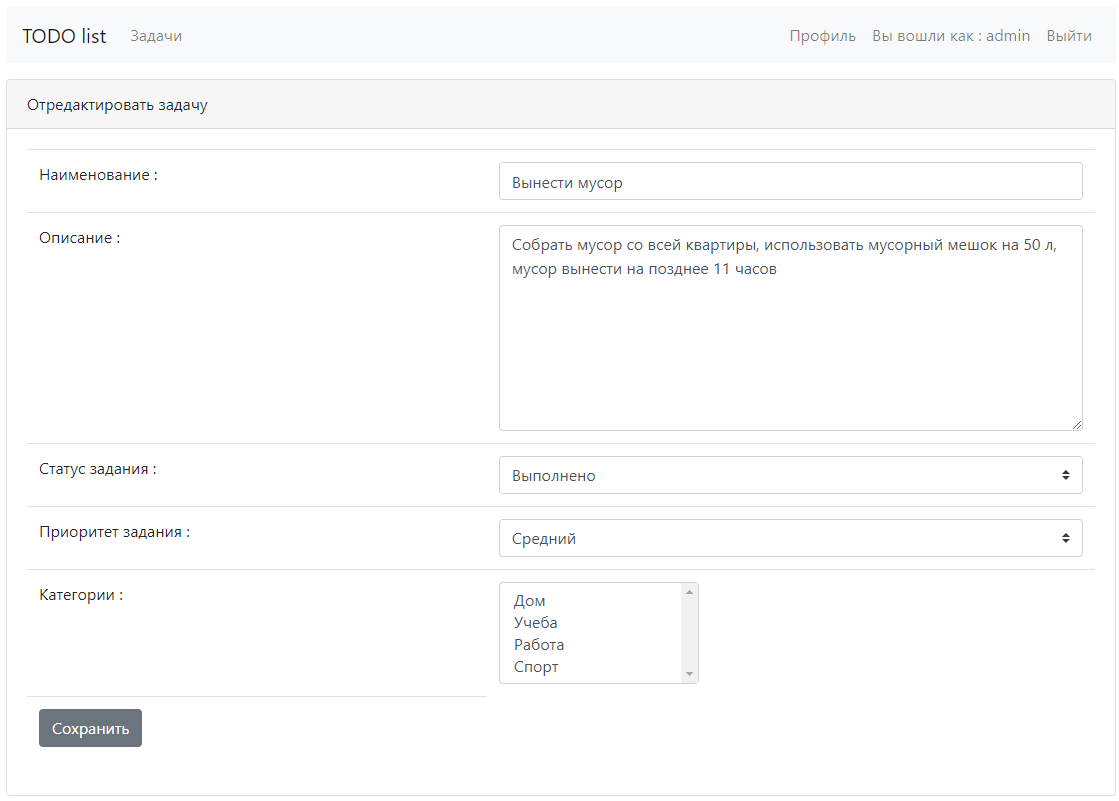 TODO list Задачи Профиль Вы вошли как : admin Выйти
Отредактировать задачу
Наименование : Вынести мусор
Описание : Собрать мусор со всей квартиры, использовать мусорный мешок на 50 л,
мусор вынести на позднее 11 часов
Статус задания : Выполнено
Приоритет задания : Средний
Категории : Дом
Учеба
Работа
Спорт
Сохранить